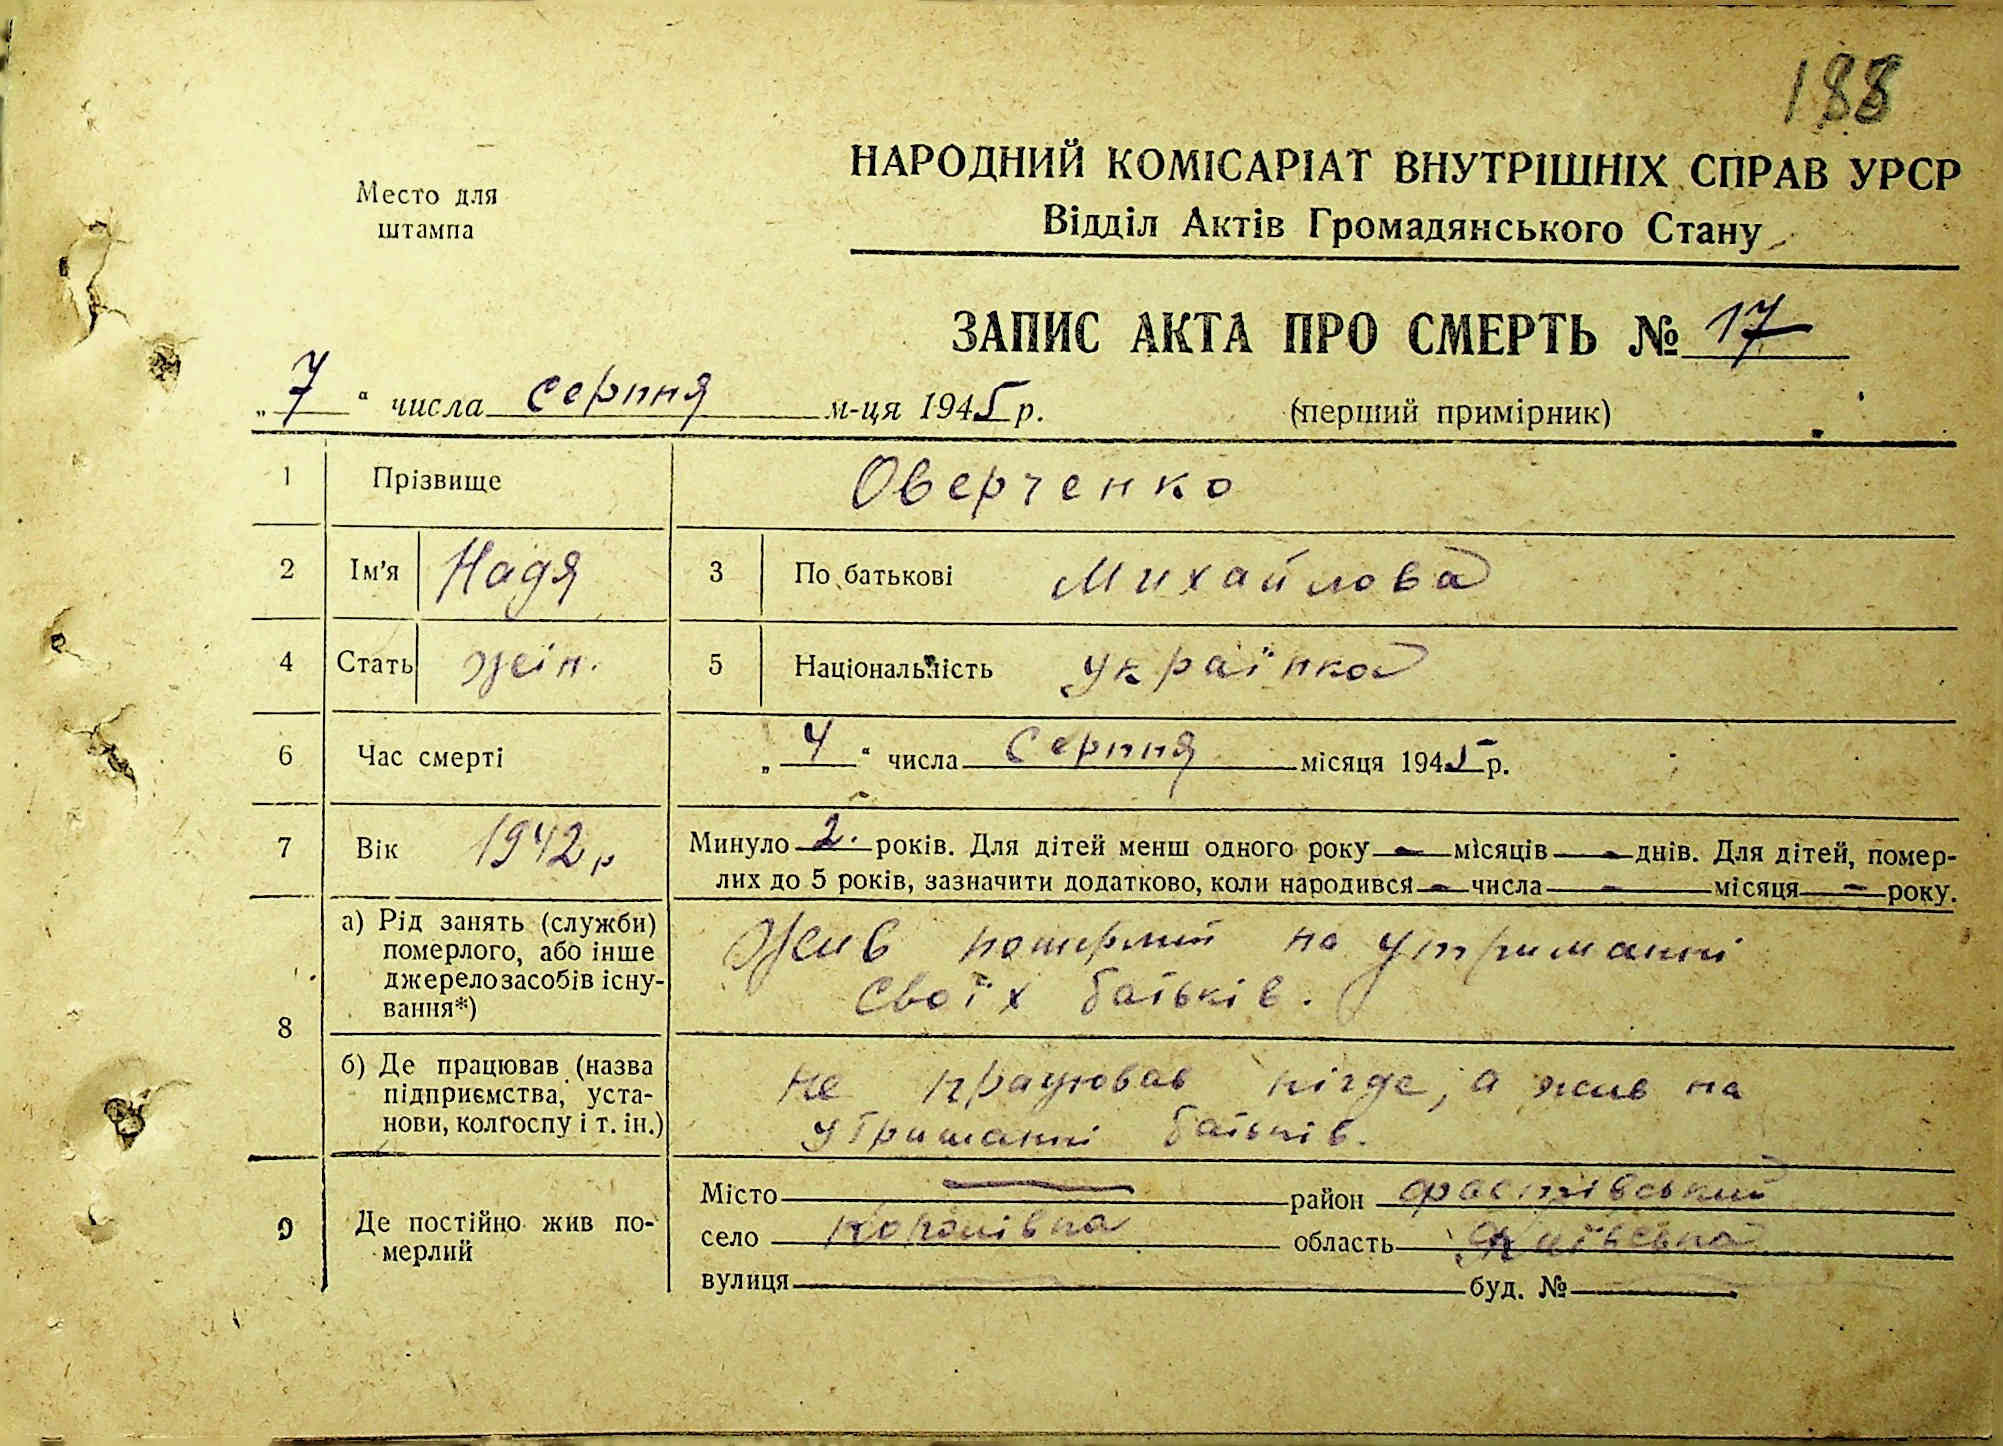 188
НАРОДНИЙ КОМІСАРІАТ ВНУТРІШНІХ СПРАВ УРСР
Место для штампа
Відділ Актів Громадянського Стану
ЗАПИС АКТА ПРО СМЕРТЬ № 17
„7“ числа серпня м-ця 1945 р. (перший примірник)
1 Прізвище Оверченко
2 Ім'я Надя 3 По батькові Михайлова
4 Стать жін. 5 Національність українка
6 Час смерті „4“ числа серпня місяця 1945 р.
7 Вік 1942 р Минуло 2. років. Для дітей менш одного року - місяців - днів. Для дітей, помер-
лих до 5 років, зазначити додатково, коли народився - числа - місяця - року.
8 а) Рід занять (служби) померлого, або інше джерело засобів існування*) Жив померлий на утриманні
своїх батьків.
б) Де працював (назва підприємства, установи, колгоспу і т. ін.) не працював нігде, а жив на
утриманні батьків.
9 Де постійно жив померлий Місто — район фастівський
село область Київська
вулиця — буд. № —